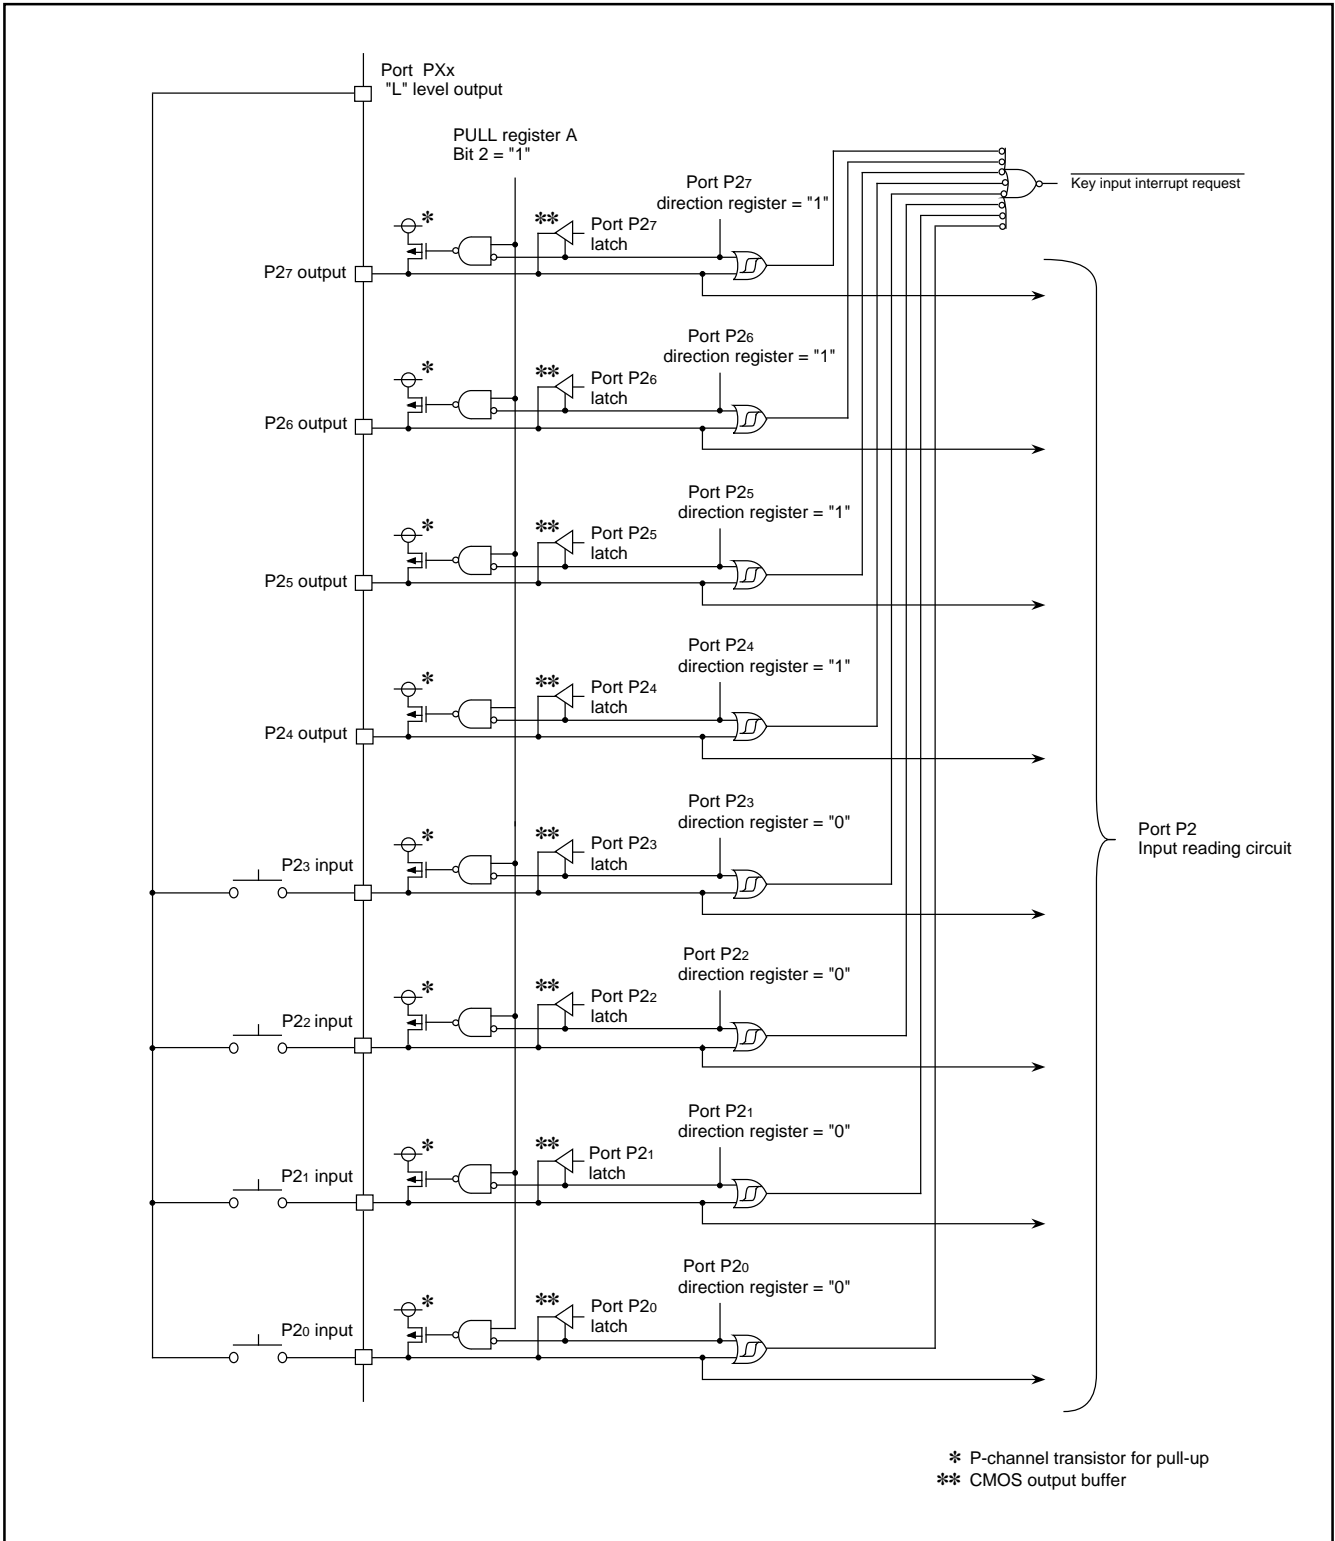 Port PXx
"L" level output
PULL register A
Bit 2 = "1"
Key input interrupt request
Port P27
direction register = "1"
*
**
Port P27
latch
P27 output
Port P26
direction register = "1"
*
**
Port P26
latch
P26 output
Port P25
direction register = "1"
*
**
Port P25
latch
P25 output
Port P24
direction register = "1"
*
**
Port P24
latch
P24 output
Port P23
direction register = "0"
*
**
Port P23
latch
P23 input
Port P2
Input reading circuit
Port P22
direction register = "0"
*
**
Port P22
latch
P22 input
Port P21
direction register = "0"
*
**
Port P21
latch
P21 input
Port P20
direction register = "0"
*
**
Port P20
latch
P20 input
* P-channel transistor for pull-up
** CMOS output buffer